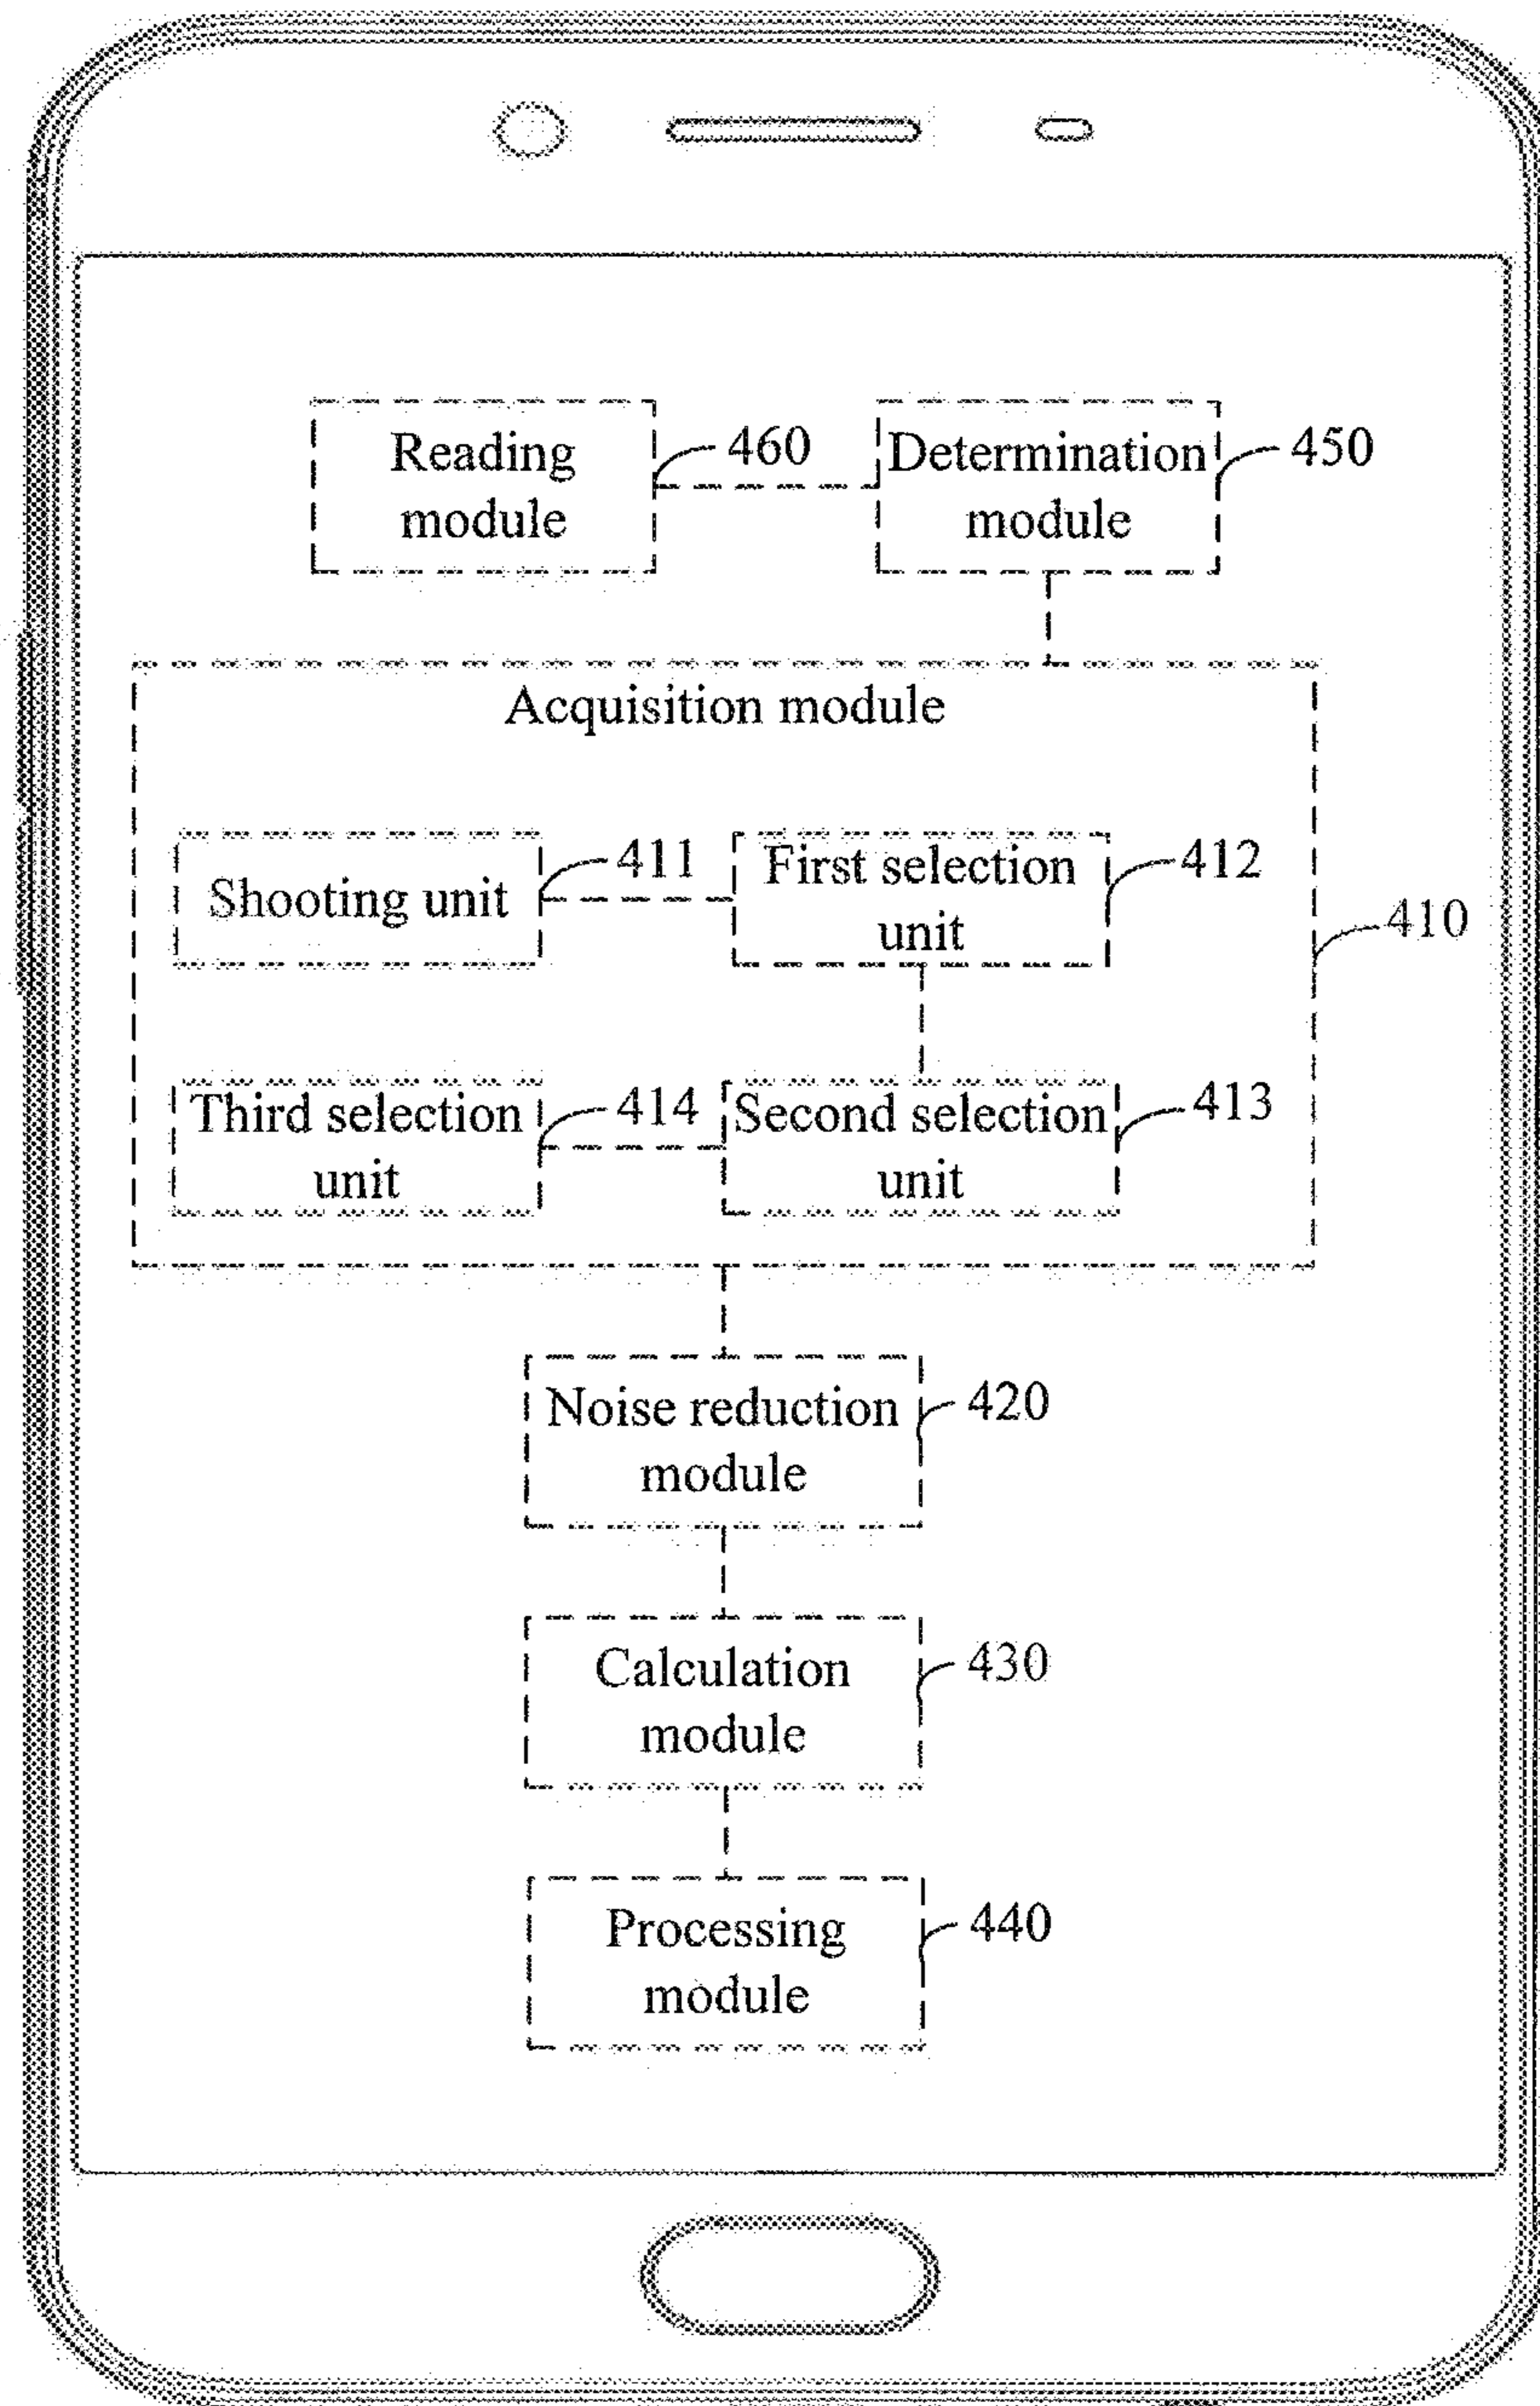 Reading
module
460
Determination
module
450
Acquisition module
Shooting unit
411
First selection
unit
412
410
Third selection
unit
414
Second selection
unit
413
Noise reduction
module
420
Calculation
module
430
Processing
module
440